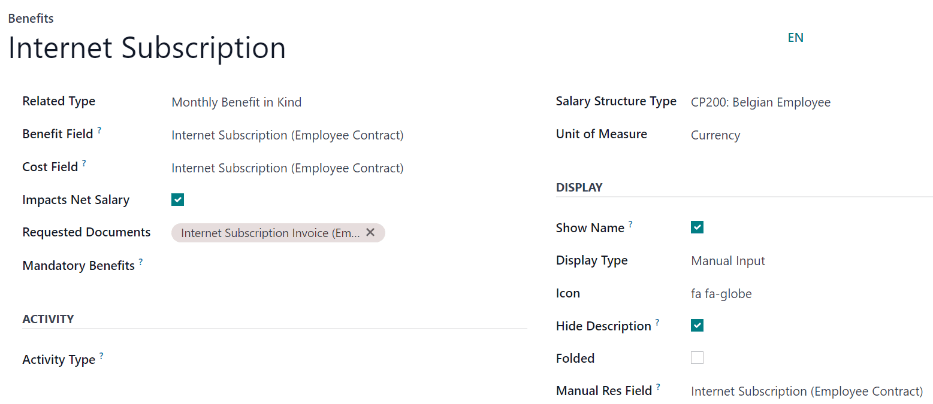 Benefits
Internet Subscription
EN
Related Type Monthly Benefit in Kind
Benefit Field ? Internet Subscription (Employee Contract)
Cost Field ? Internet Subscription (Employee Contract)
Impacts Net Salary
Requested Documents Internet Subscription Invoice (Em... ✕
Mandatory Benefits ?
ACTIVITY
Activity Type ?
Salary Structure Type CP200: Belgian Employee
Unit of Measure Currency
DISPLAY
Show Name ?
Display Type Manual Input
Icon fa fa-globe
Hide Description ?
Folded
Manual Res Field ? Internet Subscription (Employee Contract)